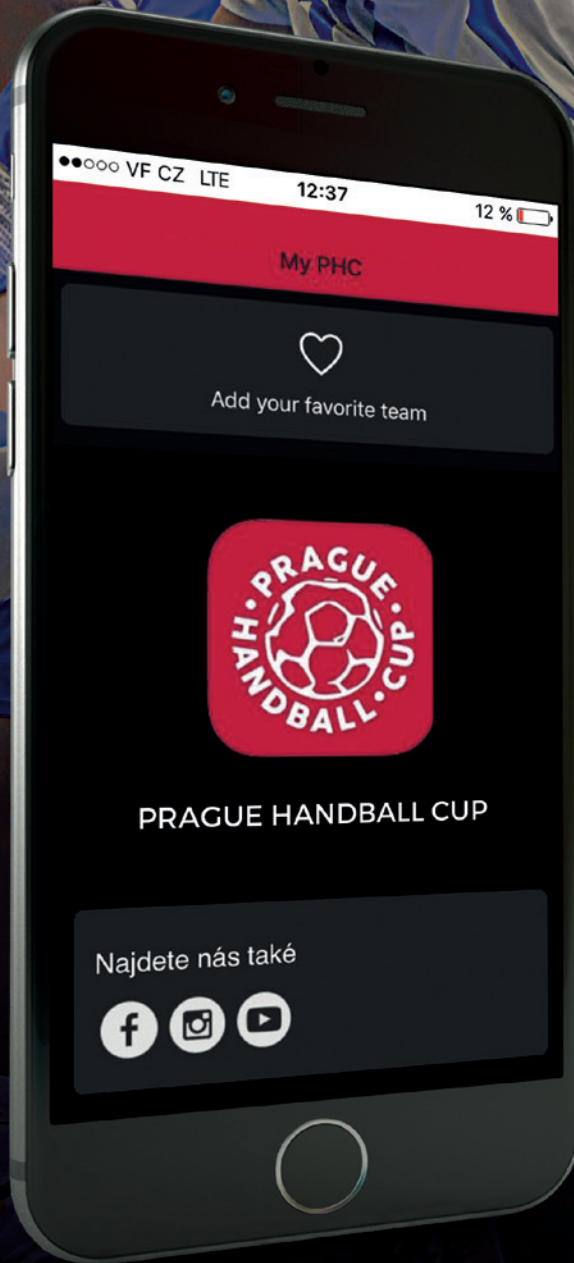 ●●○○○ VF CZ LTE 12:37 12 %
My PHC
Add your favorite team
PRAGUE • HANDBALL • CUP •
PRAGUE HANDBALL CUP
Najdete nás také